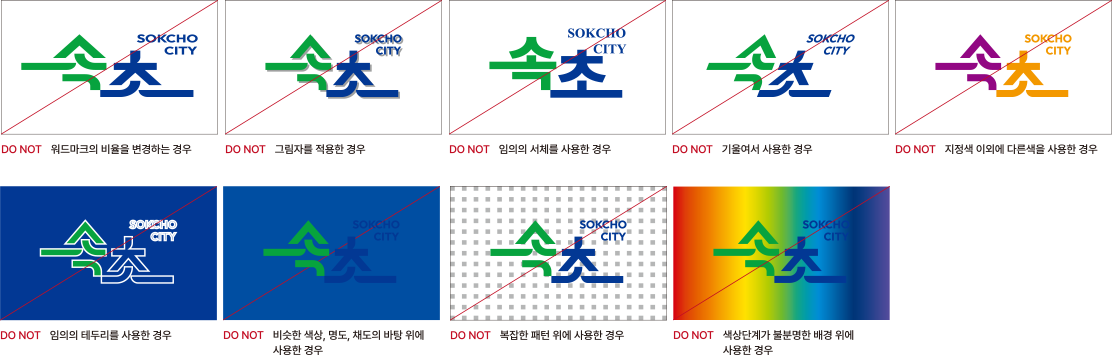 속초 SOKCHO
CITY
속초 SOKCHO
CITY
속초 SOKCHO
CITY
속초 SOKCHO
CITY
속초 SOKCHO
CITY
DO NOT 워드마크의 비율을 변경하는 경우
DO NOT 그림자를 적용한 경우
DO NOT 임의의 서체를 사용한 경우
DO NOT 기울여서 사용한 경우
DO NOT 지정색 이외에 다른색을 사용한 경우
속초 SOKCHO
CITY
속초 SOKCHO
CITY
속초 SOKCHO
CITY
속초 SOKCHO
CITY
DO NOT 임의의 테두리를 사용한 경우
DO NOT 비슷한 색상, 명도, 채도의 바탕 위에
사용한 경우
DO NOT 복잡한 패턴 위에 사용한 경우
DO NOT 색상단계가 불분명한 배경 위에
사용한 경우